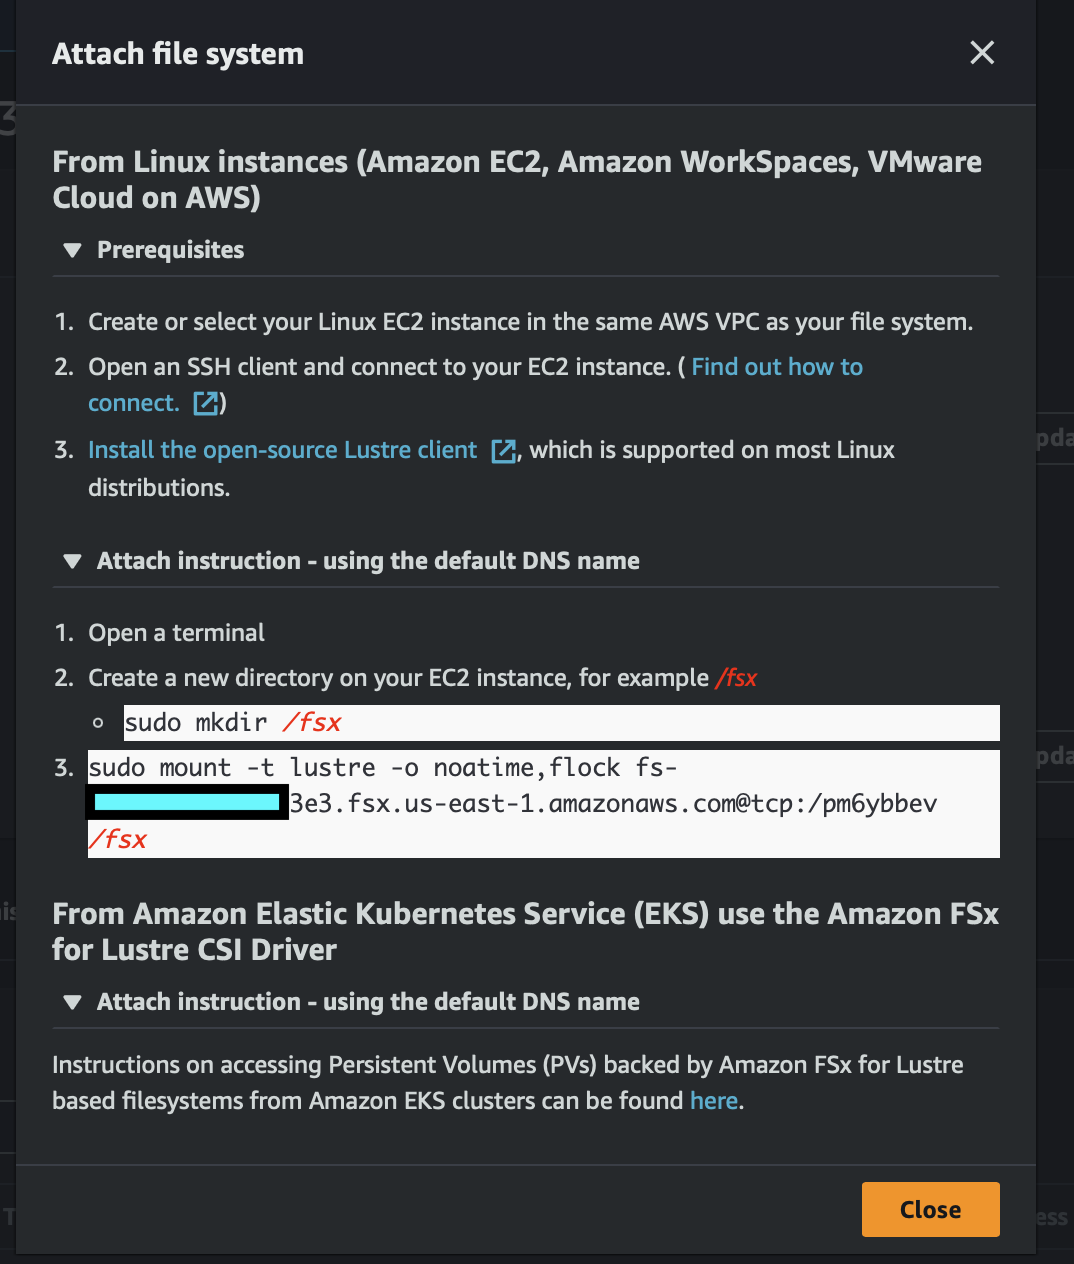 Attach file system
From Linux instances (Amazon EC2, Amazon WorkSpaces, VMware
Cloud on AWS)
Prerequisites
1. Create or select your Linux EC2 instance in the same AWS VPC as your file system.
2. Open an SSH client and connect to your EC2 instance. ( Find out how to
connect. )
3. Install the open-source Lustre client , which is supported on most Linux
distributions.
Attach instruction - using the default DNS name
1. Open a terminal
2. Create a new directory on your EC2 instance, for example /fsx
sudo mkdir /fsx
3. sudo mount -t lustre -o noatime,flock fs-
3e3.fsx.us-east-1.amazonaws.com@tcp:/pm6ybbev
/fsx
From Amazon Elastic Kubernetes Service (EKS) use the Amazon FSx
for Lustre CSI Driver
Attach instruction - using the default DNS name
Instructions on accessing Persistent Volumes (PVs) backed by Amazon FSx for Lustre
based filesystems from Amazon EKS clusters can be found here.
Close